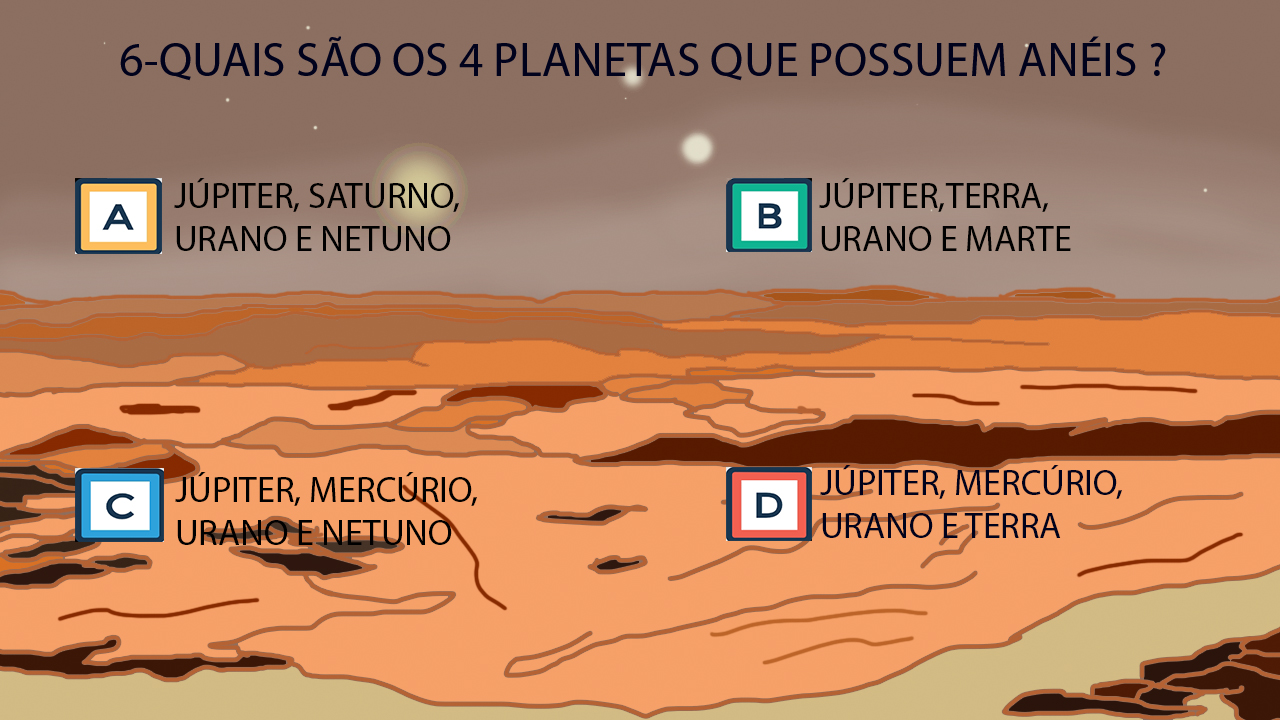 6-QUAIS SÃO OS 4 PLANETAS QUE POSSUEM ANÉIS ?
A
JÚPITER, SATURNO,
URANO E NETUNO
B
JÚPITER,TERRA,
URANO E MARTE
C
JÚPITER, MERCÚRIO,
URANO E NETUNO
D
JÚPITER, MERCÚRIO,
URANO E TERRA